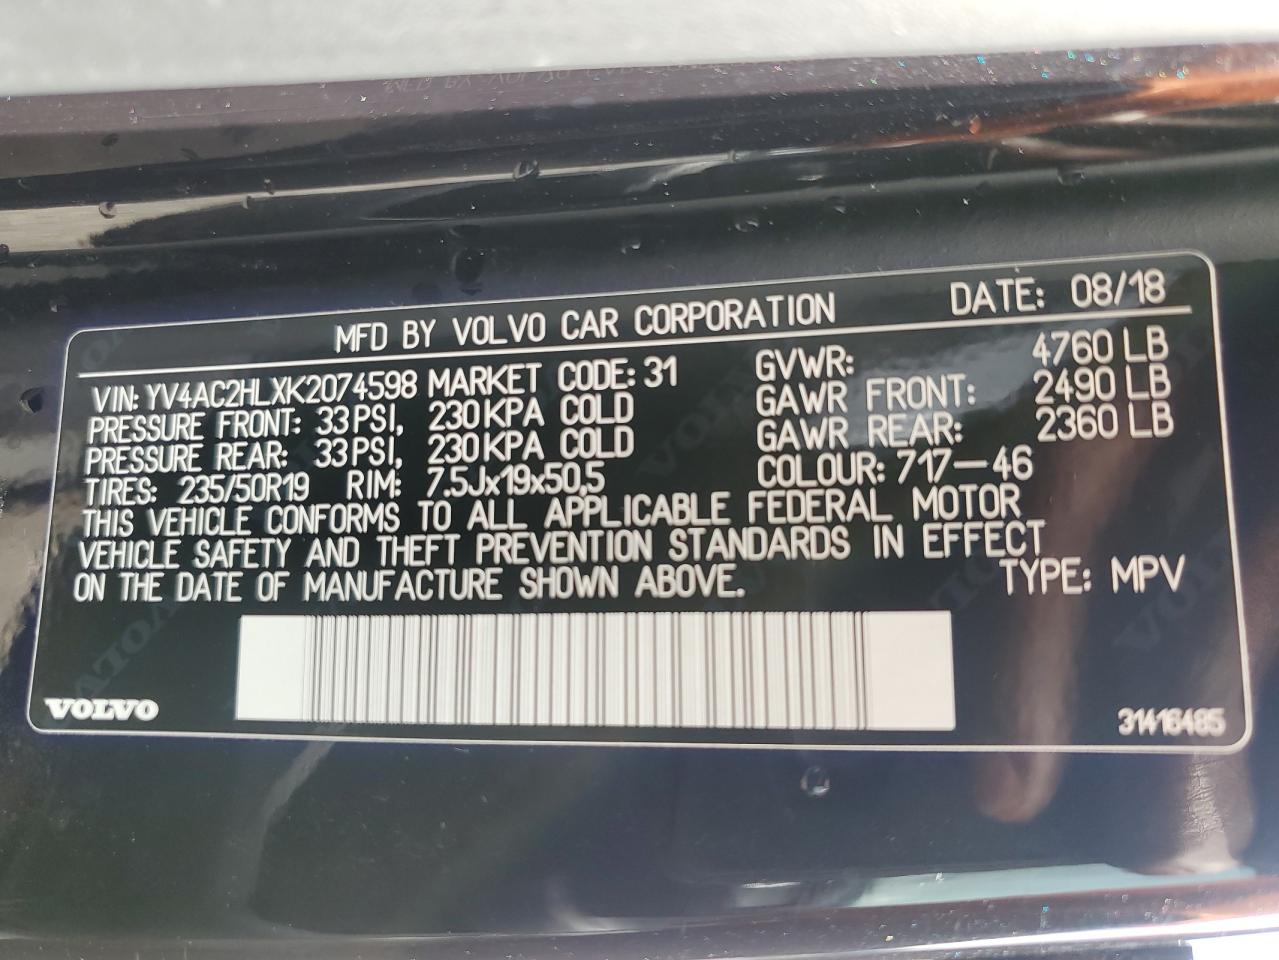 MFD BY VOLVO CAR CORPORATION DATE: 08/18
VIN: YV4AC2HLXK2074598 MARKET CODE: 31 GVWR: 4760 LB
PRESSURE FRONT: 33 PSI, 230 KPA COLD GAWR FRONT: 2490 LB
PRESSURE REAR: 33 PSI, 230 KPA COLD GAWR REAR: 2360 LB
TIRES: 235/50R19 RIM: 7.5Jx19x50,5 COLOUR: 717-46
THIS VEHICLE CONFORMS TO ALL APPLICABLE FEDERAL MOTOR
VEHICLE SAFETY AND THEFT PREVENTION STANDARDS IN EFFECT
ON THE DATE OF MANUFACTURE SHOWN ABOVE. TYPE: MPV
VOLVO 31416485